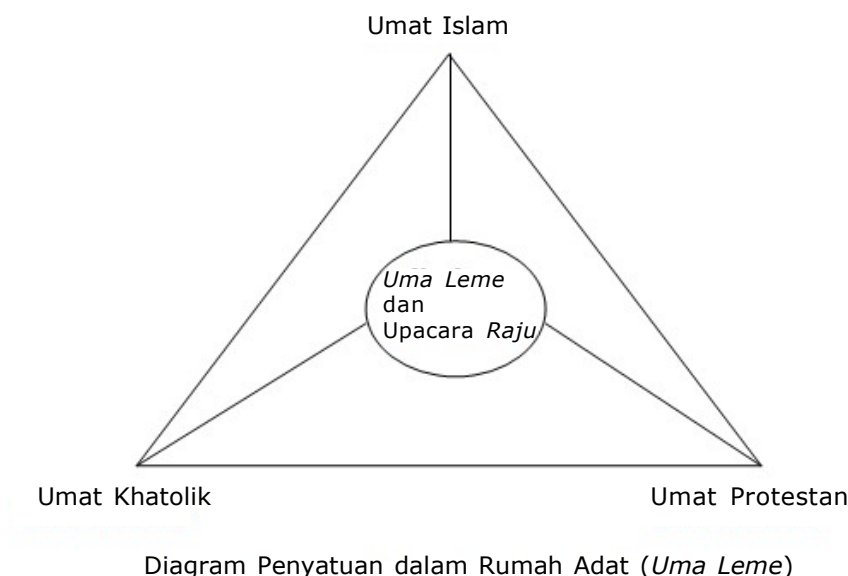 Umat Islam
Uma Leme
dan
Upacara Raju
Umat Khatolik
Umat Protestan
Diagram Penyatuan dalam Rumah Adat (Uma Leme)